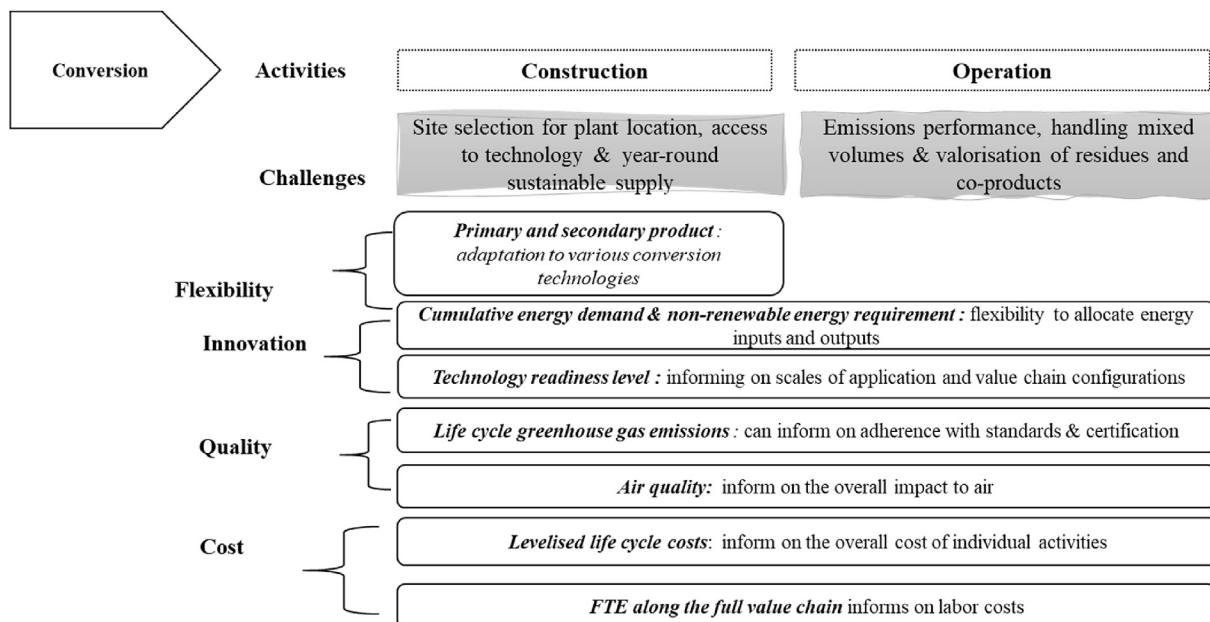 Conversion
Activities
Construction
Operation
Challenges
Site selection for plant location, access
to technology & year-round
sustainable supply
Emissions performance, handling mixed
volumes & valorisation of residues and
co-products
Flexibility
Primary and secondary product :
adaptation to various conversion
technologies
Innovation
Cumulative energy demand & non-renewable energy requirement : flexibility to allocate energy
inputs and outputs
Technology readiness level : informing on scales of application and value chain configurations
Quality
Life cycle greenhouse gas emissions : can inform on adherence with standards & certification
Air quality: inform on the overall impact to air
Cost
Levelised life cycle costs: inform on the overall cost of individual activities
FTE along the full value chain informs on labor costs